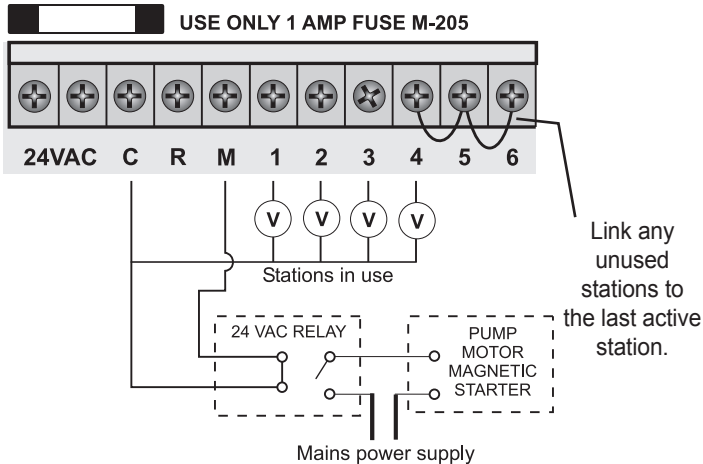 USE ONLY 1 AMP FUSE M-205
24VAC C R M 1 2 3 4 5 6
V V V V
Stations in use
Link any
unused
stations to
the last active
station.
24 VAC RELAY
PUMP
MOTOR
MAGNETIC
STARTER
Mains power supply